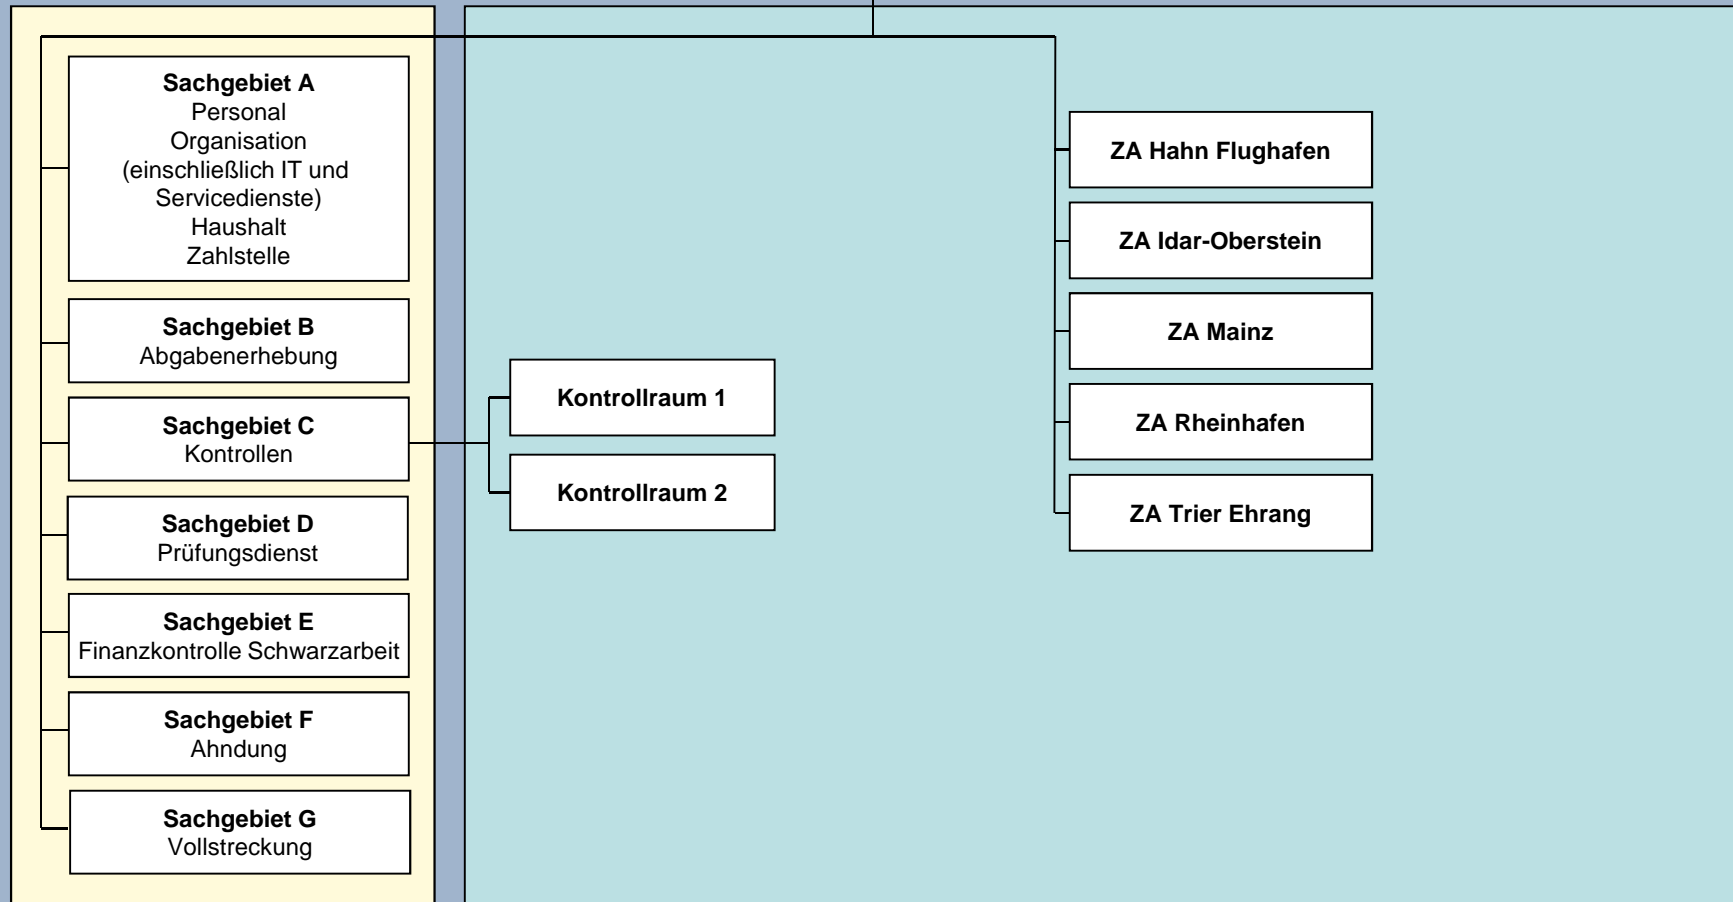 Sachgebiet A
Personal
Organisation
(einschließlich IT und
Servicedienste)
Haushalt
Zahlstelle
Sachgebiet B
Abgabenerhebung
Sachgebiet C
Kontrollen
Sachgebiet D
Prüfungsdienst
Sachgebiet E
Finanzkontrolle Schwarzarbeit
Sachgebiet F
Ahndung
Sachgebiet G
Vollstreckung
Kontrollraum 1
Kontrollraum 2
ZA Hahn Flughafen
ZA Idar-Oberstein
ZA Mainz
ZA Rheinhafen
ZA Trier Ehrang